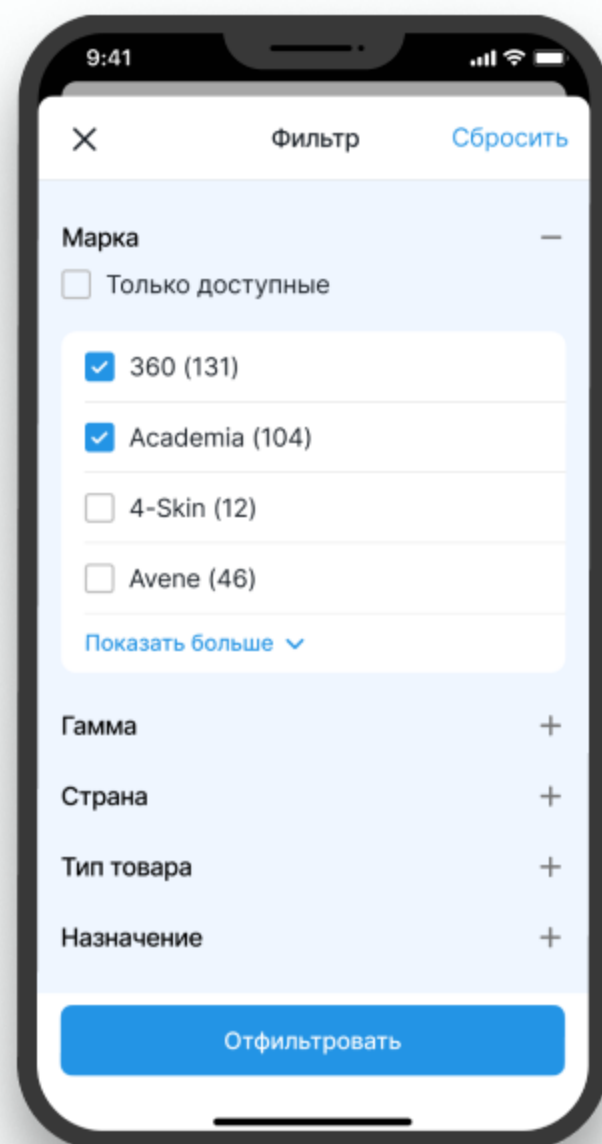 9:41
Фильтр
Сбросить
Марка
Только доступные
360 (131)
Academia (104)
4-Skin (12)
Avene (46)
Показать больше
Гамма
Страна
Тип товара
Назначение
Отфильтровать